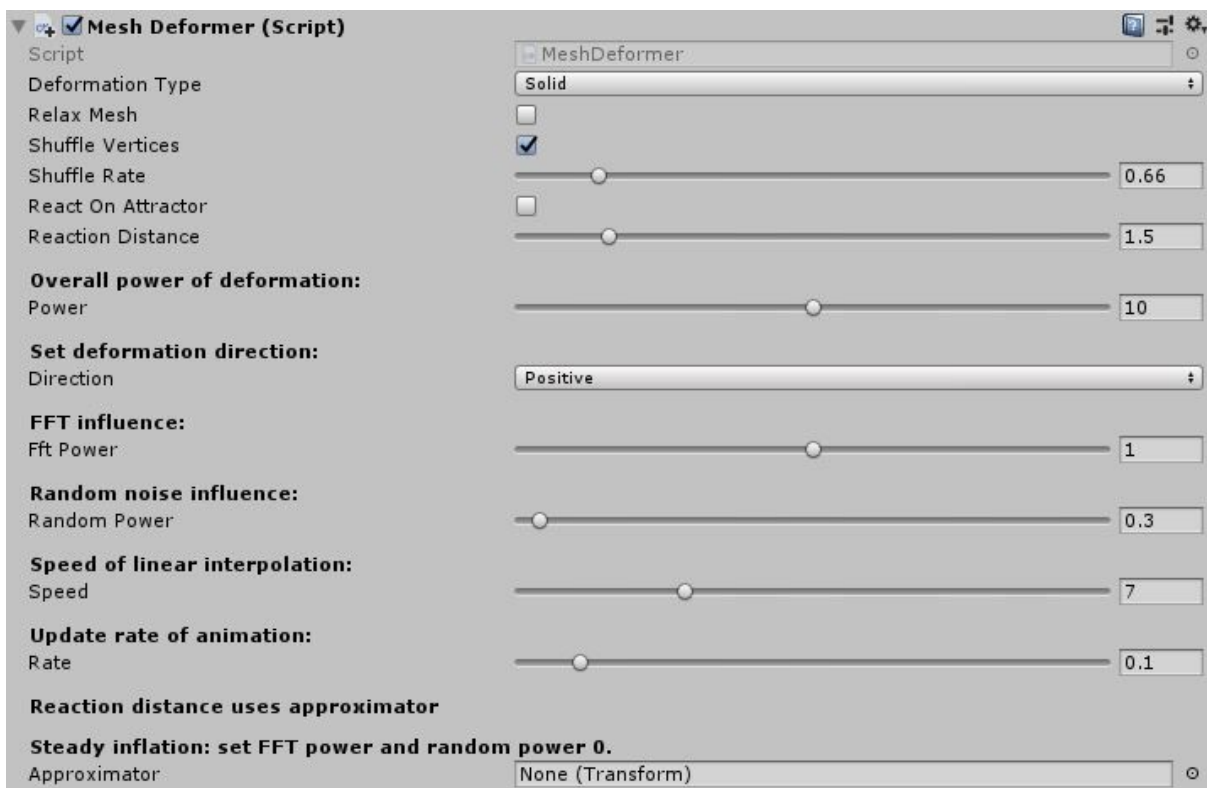 Mesh Deformer (Script)
Script MeshDeformer
Deformation Type Solid
Relax Mesh
Shuffle Vertices
Shuffle Rate 0.66
React On Attractor
Reaction Distance 1.5
Overall power of deformation:
Power 10
Set deformation direction:
Direction Positive
FFT influence:
Fft Power 1
Random noise influence:
Random Power 0.3
Speed of linear interpolation:
Speed 7
Update rate of animation:
Rate 0.1
Reaction distance uses approximator
Steady inflation: set FFT power and random power 0.
Approximator None (Transform)